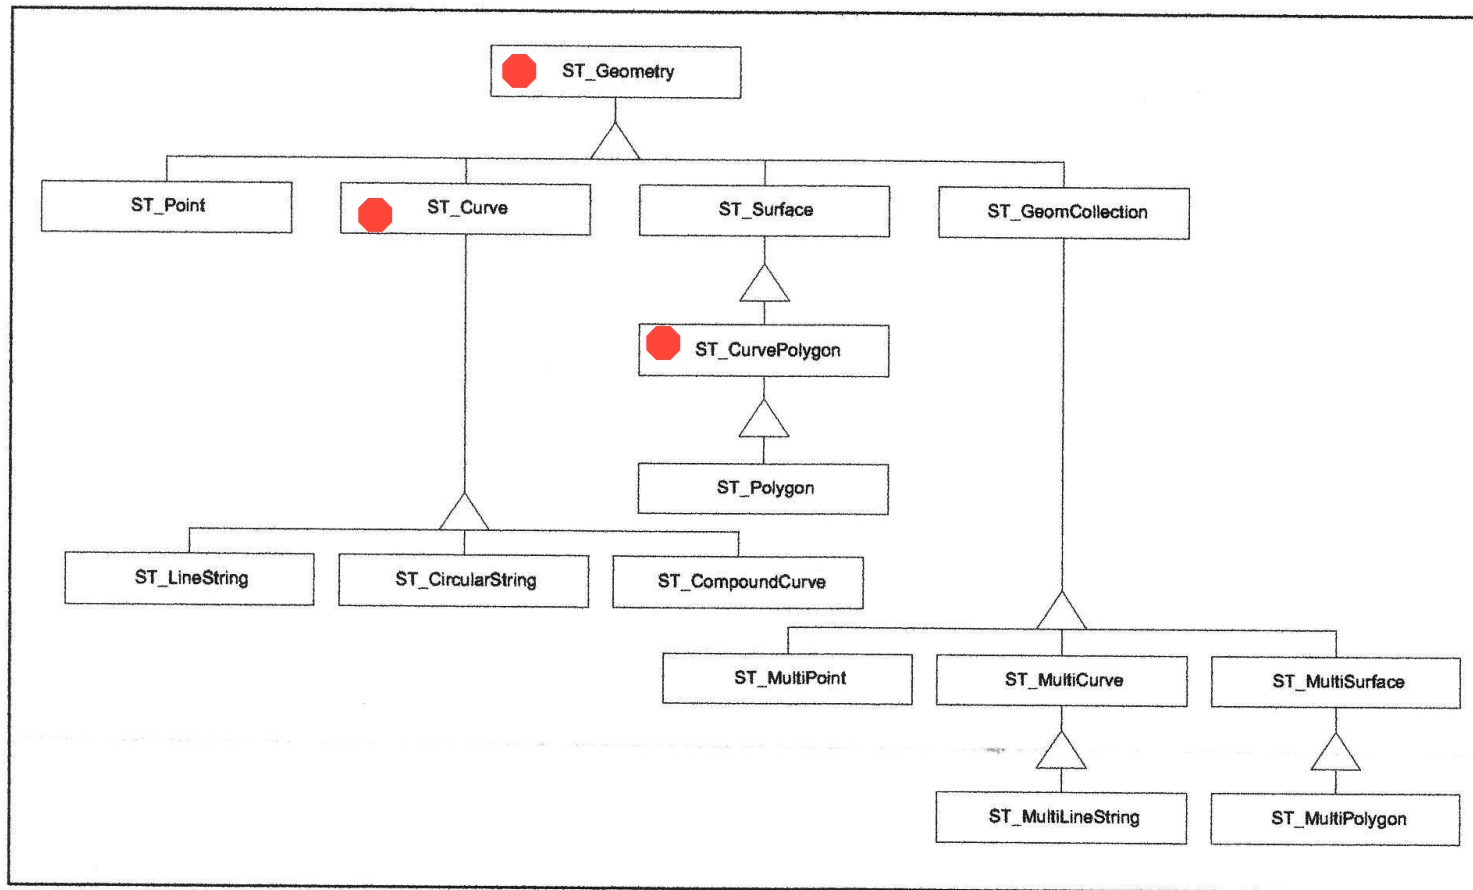 ST_Geometry
ST_Point
ST_Curve
ST_Surface
ST_GeomCollection
ST_CurvePolygon
ST_Polygon
ST_LineString
ST_CircularString
ST_CompoundCurve
ST_MultiPoint
ST_MultiCurve
ST_MultiSurface
ST_MultiLineString
ST_MultiPolygon